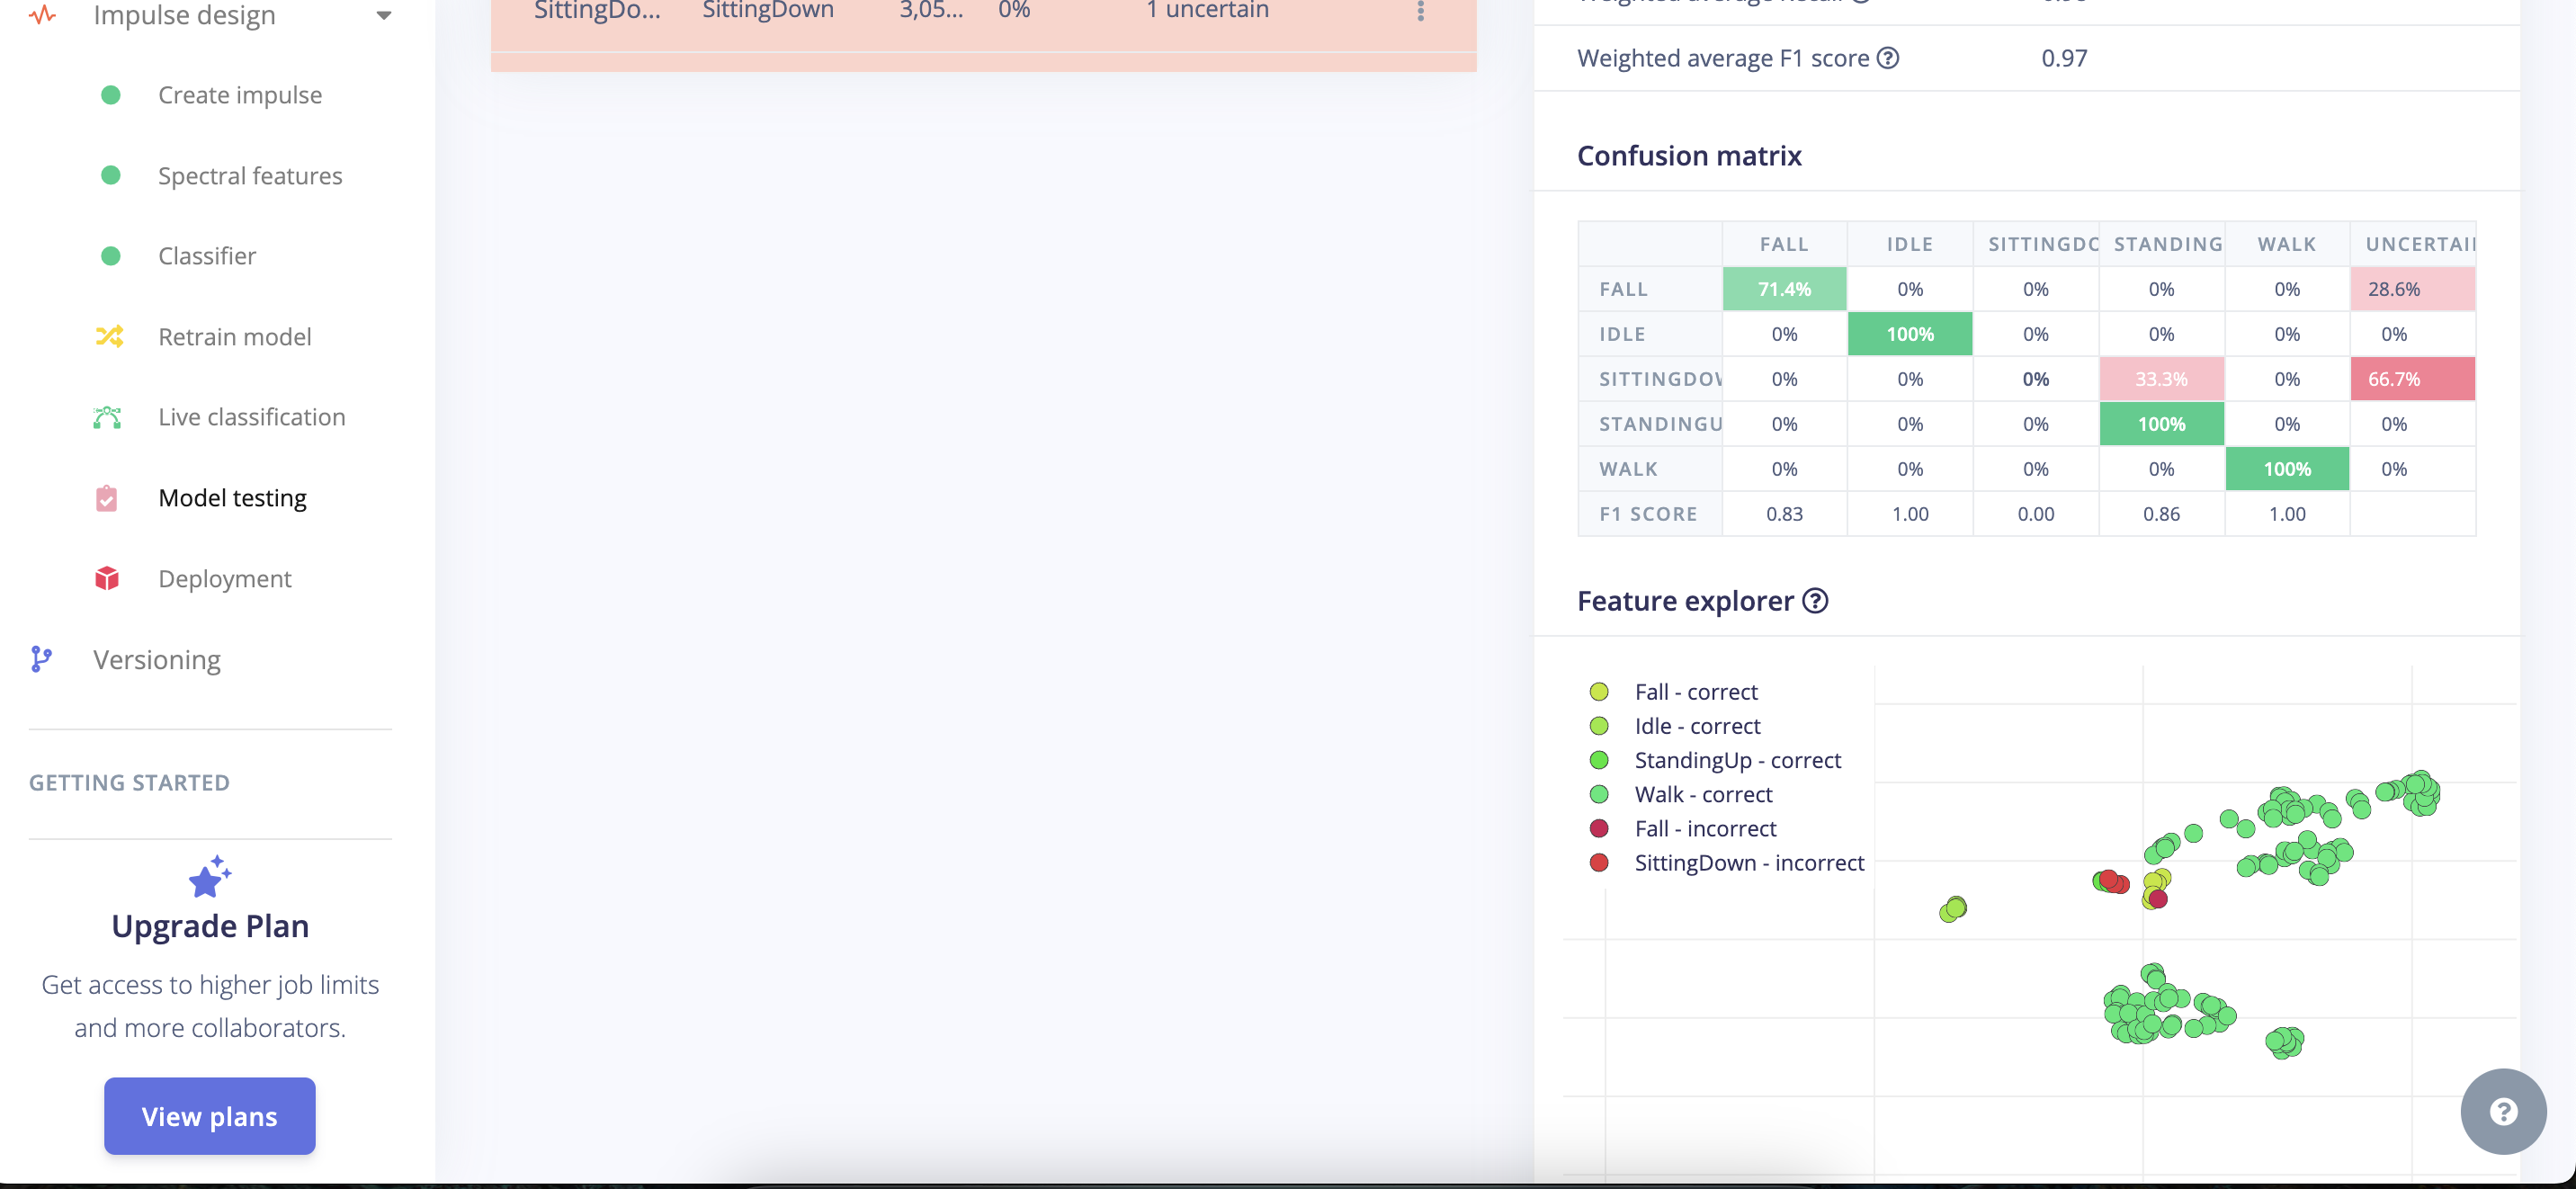 Impulse design
Create impulse
Spectral features
Classifier
Retrain model
Live classification
Model testing
Deployment
Versioning
GETTING STARTED
Upgrade Plan
Get access to higher job limits
and more collaborators.
View plans
SittingDo... SittingDown 3,05... 0% 1 uncertain
Weighted average F1 score 0.97
Confusion matrix
FALL IDLE SITTINGDO STANDING WALK UNCERTAI
FALL 71.4% 0% 0% 0% 0% 28.6%
IDLE 0% 100% 0% 0% 0% 0%
SITTINGDOW 0% 0% 0% 33.3% 0% 66.7%
STANDINGU 0% 0% 0% 100% 0% 0%
WALK 0% 0% 0% 0% 100% 0%
F1 SCORE 0.83 1.00 0.00 0.86 1.00
Feature explorer
Fall - correct
Idle - correct
StandingUp - correct
Walk - correct
Fall - incorrect
SittingDown - incorrect